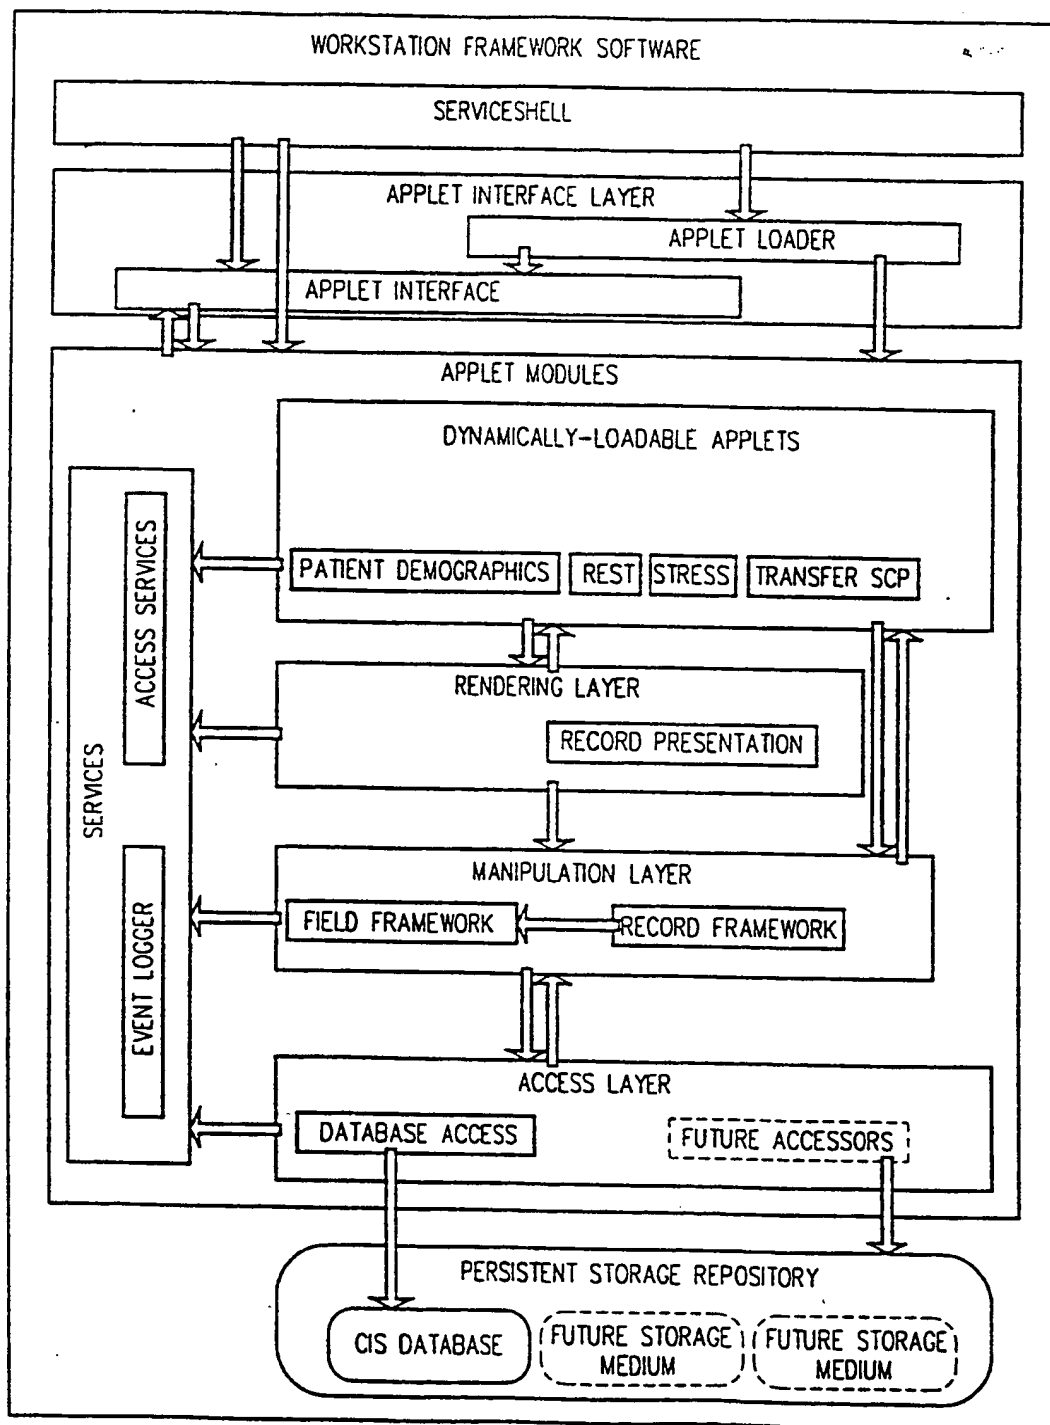 WORKSTATION FRAMEWORK SOFTWARE
SERVICESHELL
APPLET INTERFACE LAYER
APPLET LOADER
APPLET INTERFACE
APPLET MODULES
DYNAMICALLY-LOADABLE APPLETS
PATIENT DEMOGRAPHICS
REST
STRESS
TRANSFER SCP
SERVICES
ACCESS SERVICES
EVENT LOGGER
RENDERING LAYER
RECORD PRESENTATION
MANIPULATION LAYER
FIELD FRAMEWORK
RECORD FRAMEWORK
ACCESS LAYER
DATABASE ACCESS
FUTURE ACCESSORS
PERSISTENT STORAGE REPOSITORY
CIS DATABASE
FUTURE STORAGE
MEDIUM
FUTURE STORAGE
MEDIUM